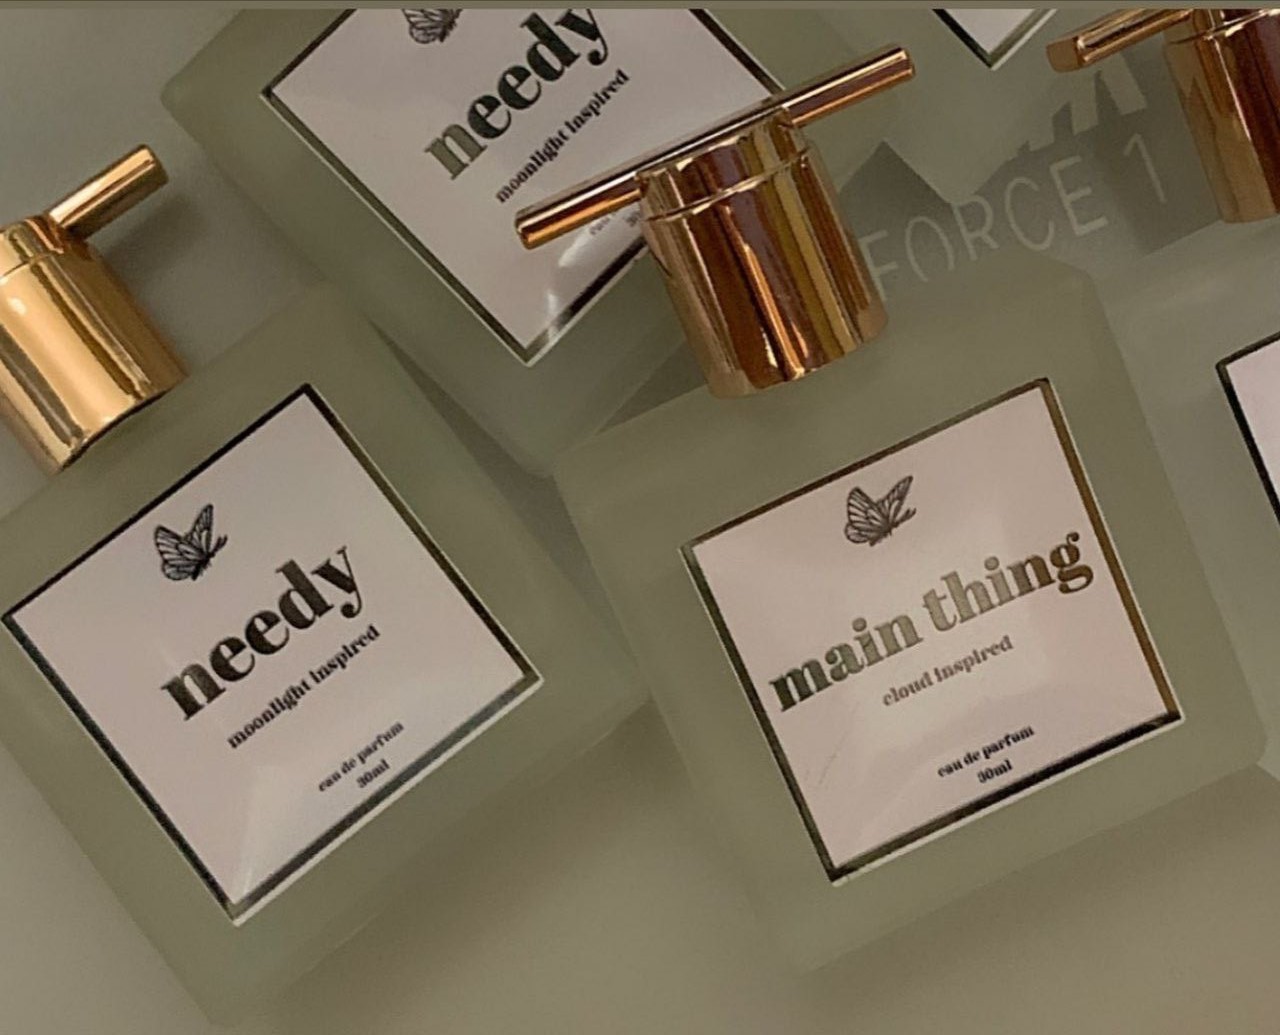 needy
moonlight inspired
FORCE 1
needy
moonlight inspired
eau de parfum
30ml
main thing
cloud inspired
eau de parfum
30ml